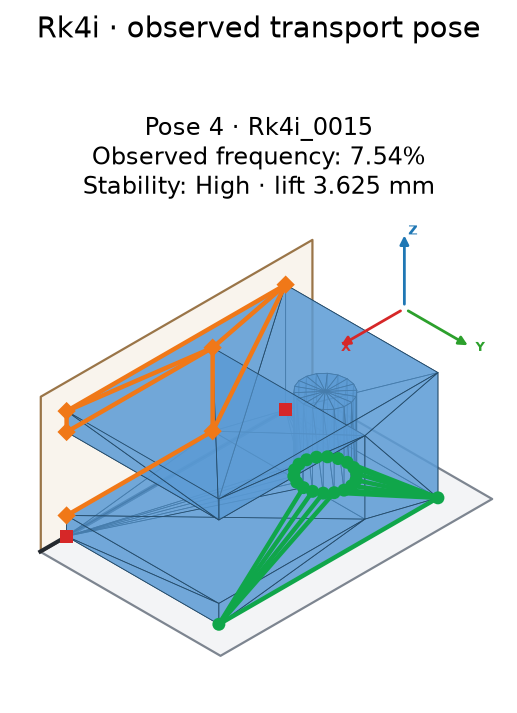 Rk4i · observed transport pose
Pose 4 · Rk4i_0015
Observed frequency: 7.54%
Stability: High · lift 3.625 mm
Z
X
Y